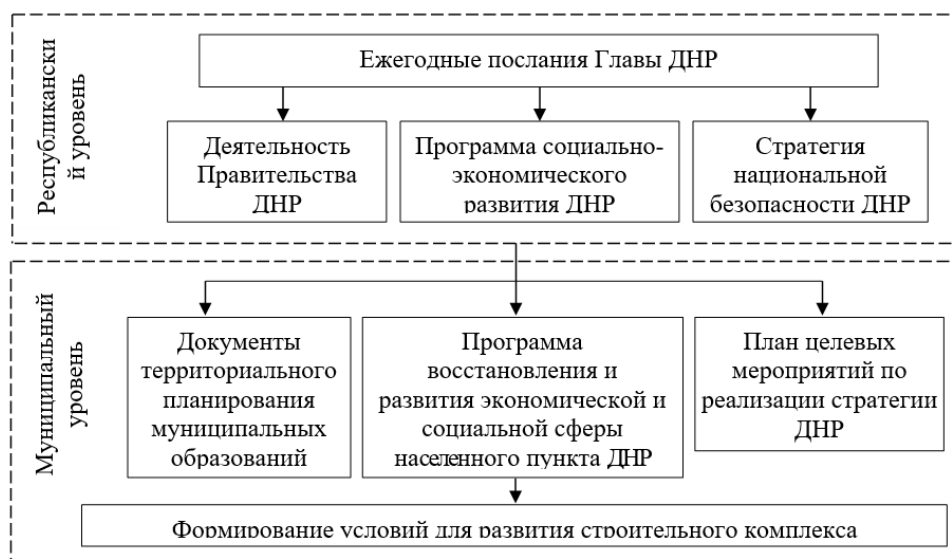 Республикански
й уровень
Ежегодные послания Главы ДНР
Деятельность
Правительства
ДНР
Программа социально-
экономического
развития ДНР
Стратегия
национальной
безопасности ДНР
Муниципальный
уровень
Документы
территориального
планирования
муниципальных
образований
Программа
восстановления и
развития экономической и
социальной сферы
населенного пункта ДНР
План целевых
мероприятий по
реализации стратегии
ДНР
Формирование условий для развития строительного комплекса